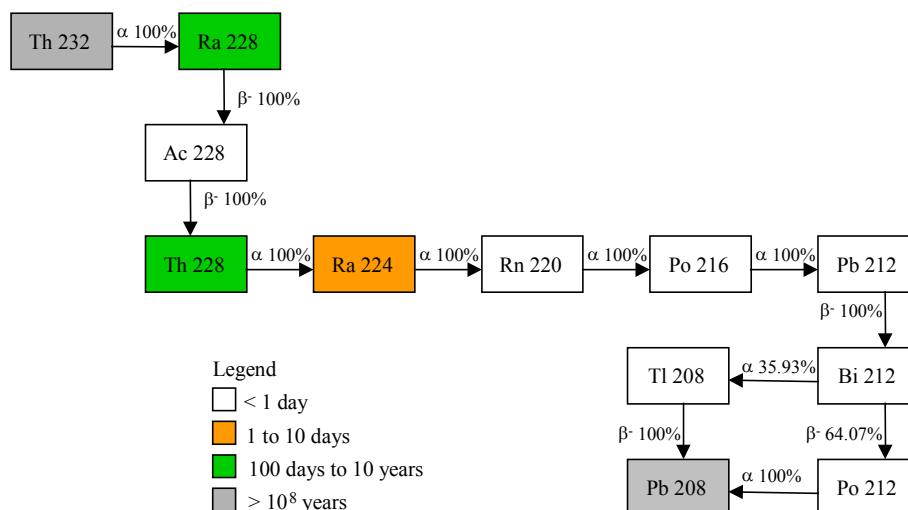 Th 232
α 100%
Ra 228
β- 100%
Ac 228
β- 100%
Th 228
α 100%
Ra 224
α 100%
Rn 220
α 100%
Po 216
α 100%
Pb 212
β- 100%
Tl 208
α 35.93%
Bi 212
β- 100%
β- 64.07%
Pb 208
α 100%
Po 212
Legend
< 1 day
1 to 10 days
100 days to 10 years
> 10⁸ years